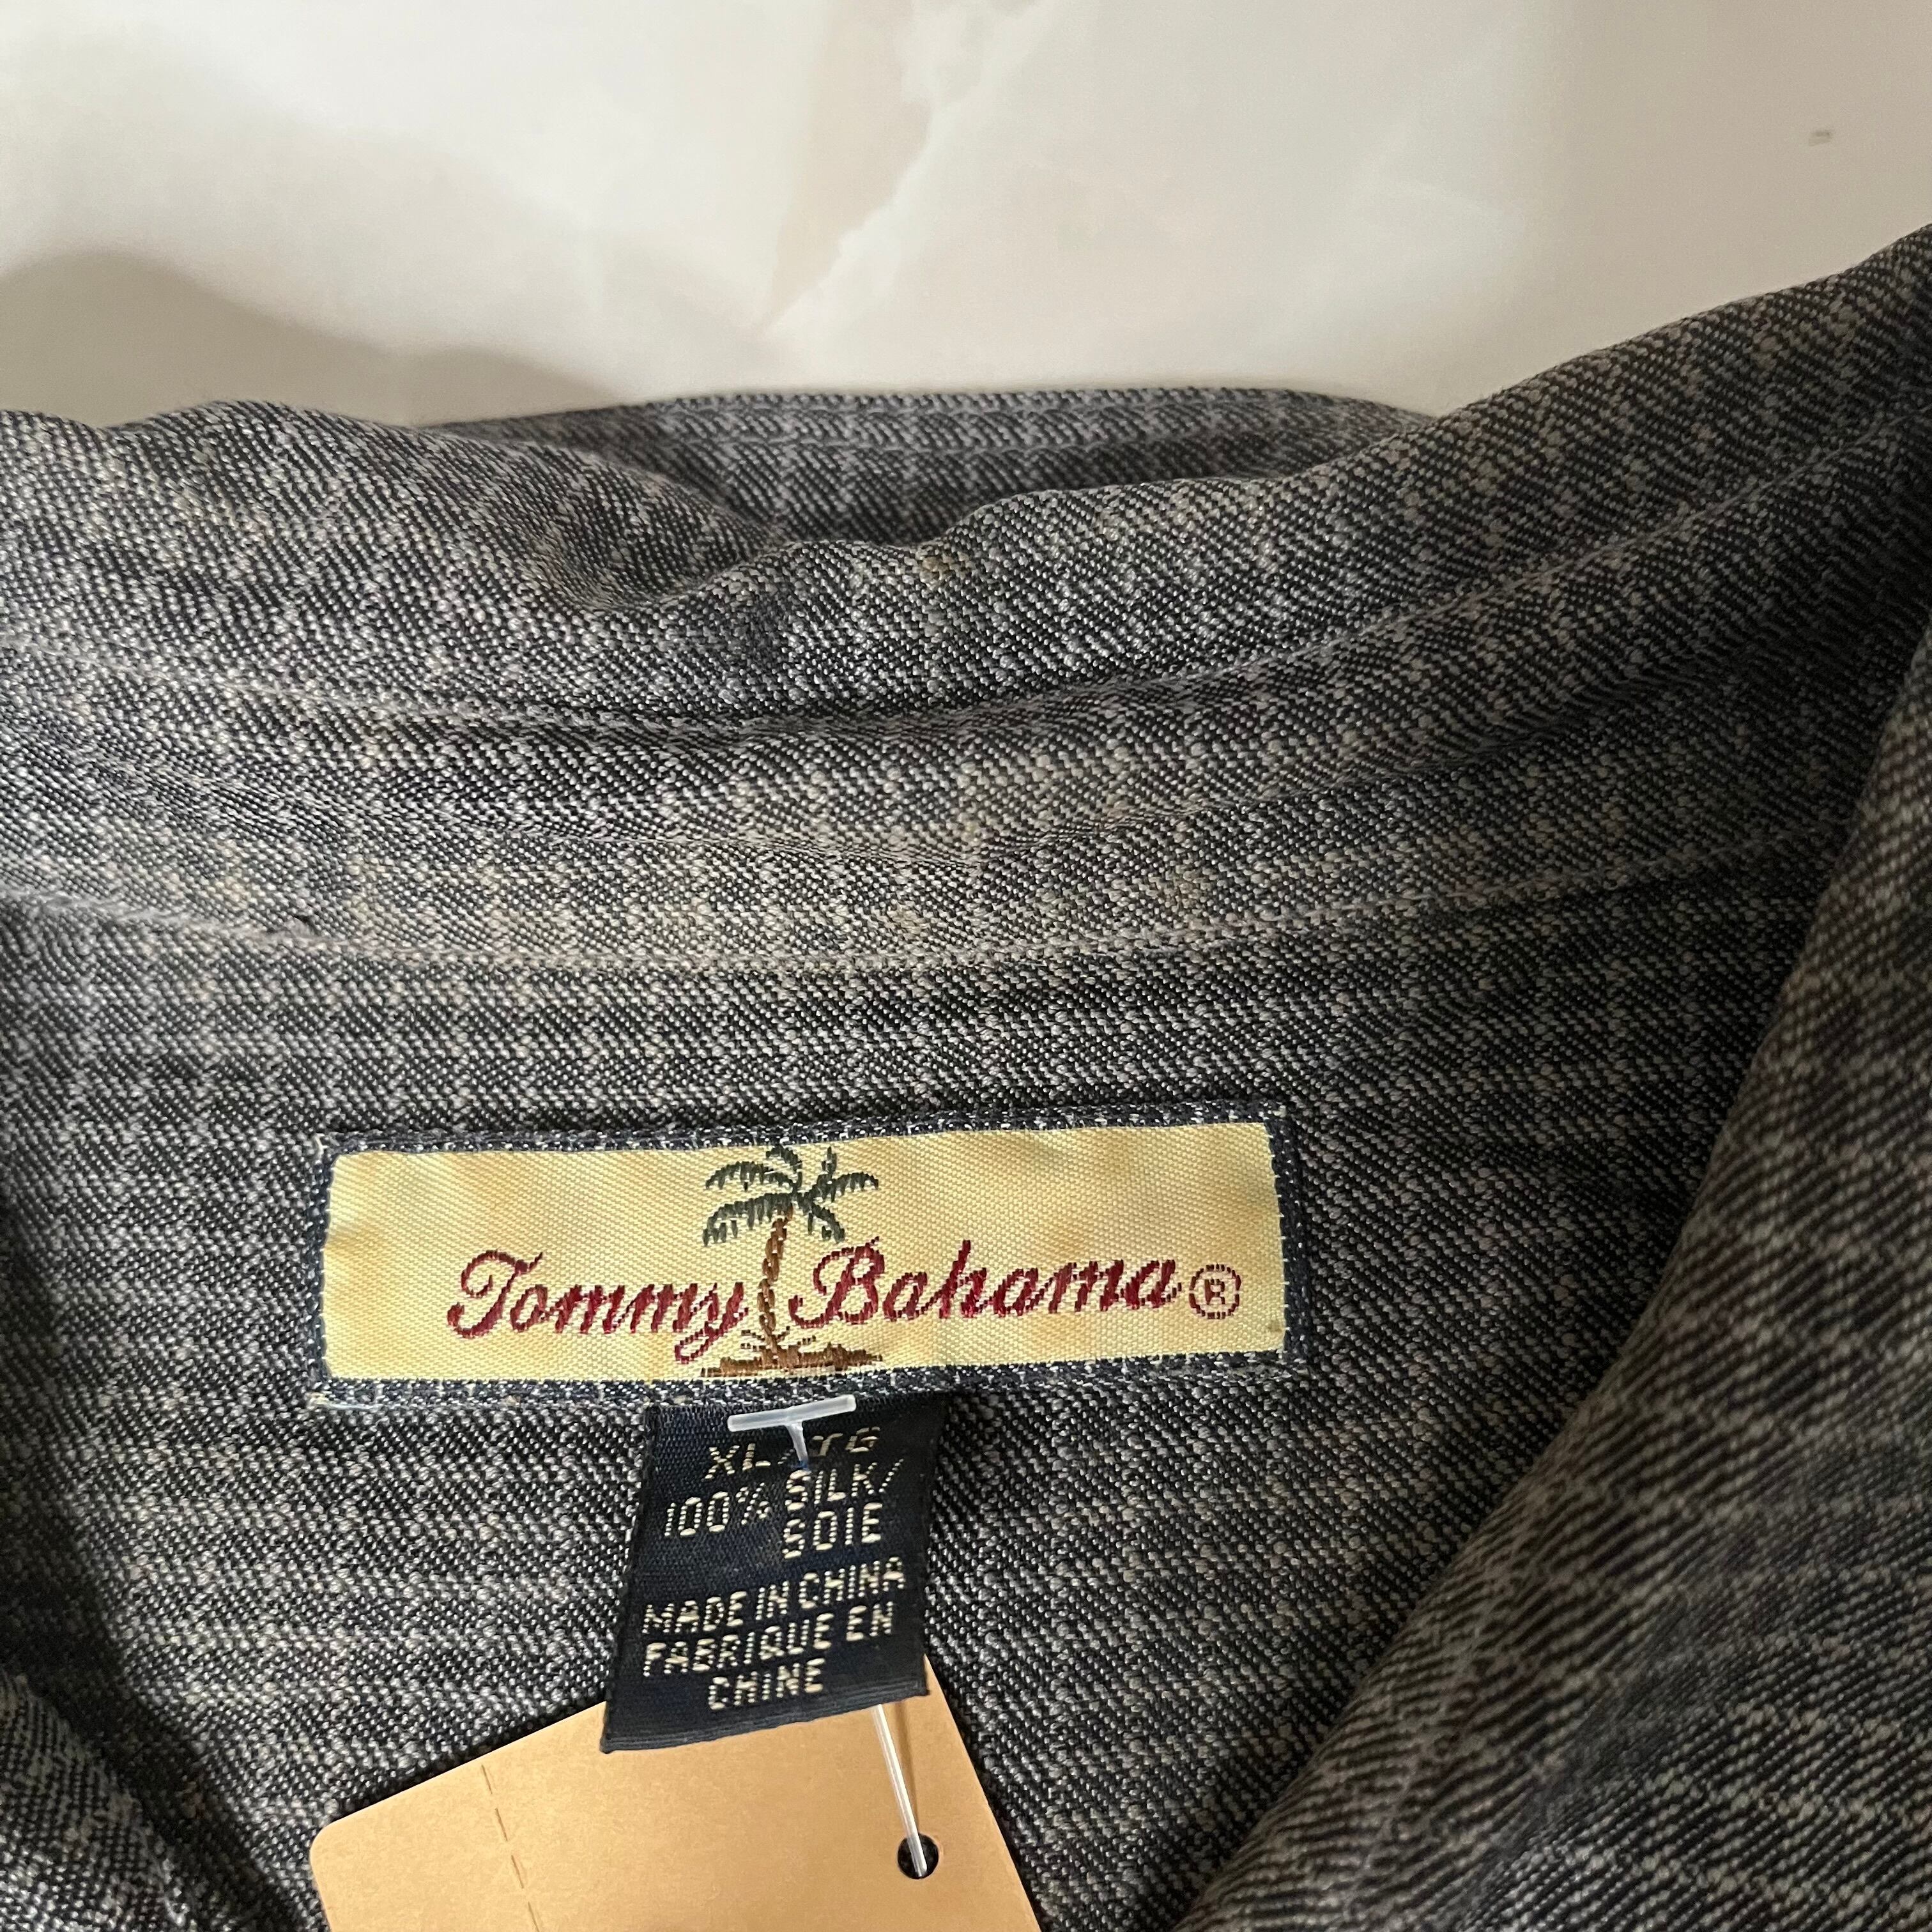 Tommy Bahama ®
XL/TG
100% SILK/
SOIE
MADE IN CHINA
FABRIQUE EN
CHINE